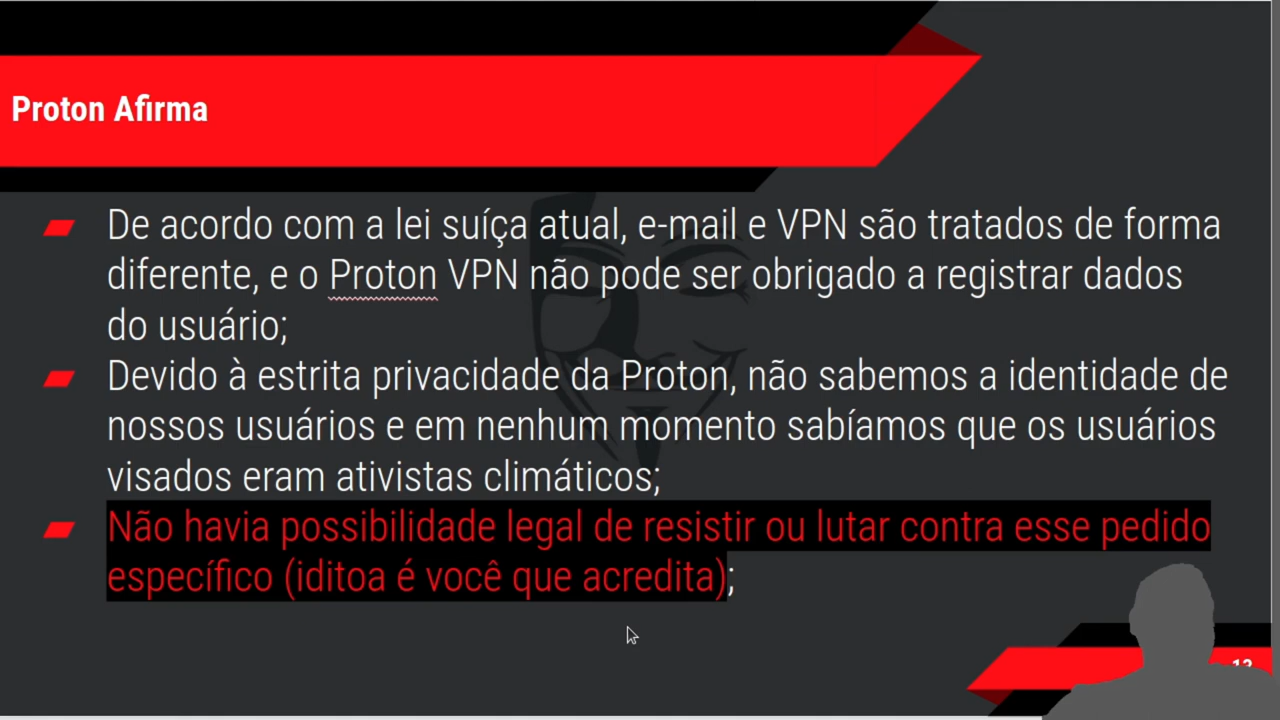 Proton Afirma
De acordo com a lei suíça atual, e-mail e VPN são tratados de forma
diferente, e o Proton VPN não pode ser obrigado a registrar dados
do usuário;
Devido à estrita privacidade da Proton, não sabemos a identidade de
nossos usuários e em nenhum momento sabíamos que os usuários
visados eram ativistas climáticos;
Não havia possibilidade legal de resistir ou lutar contra esse pedido
específico (iditoa é você que acredita);